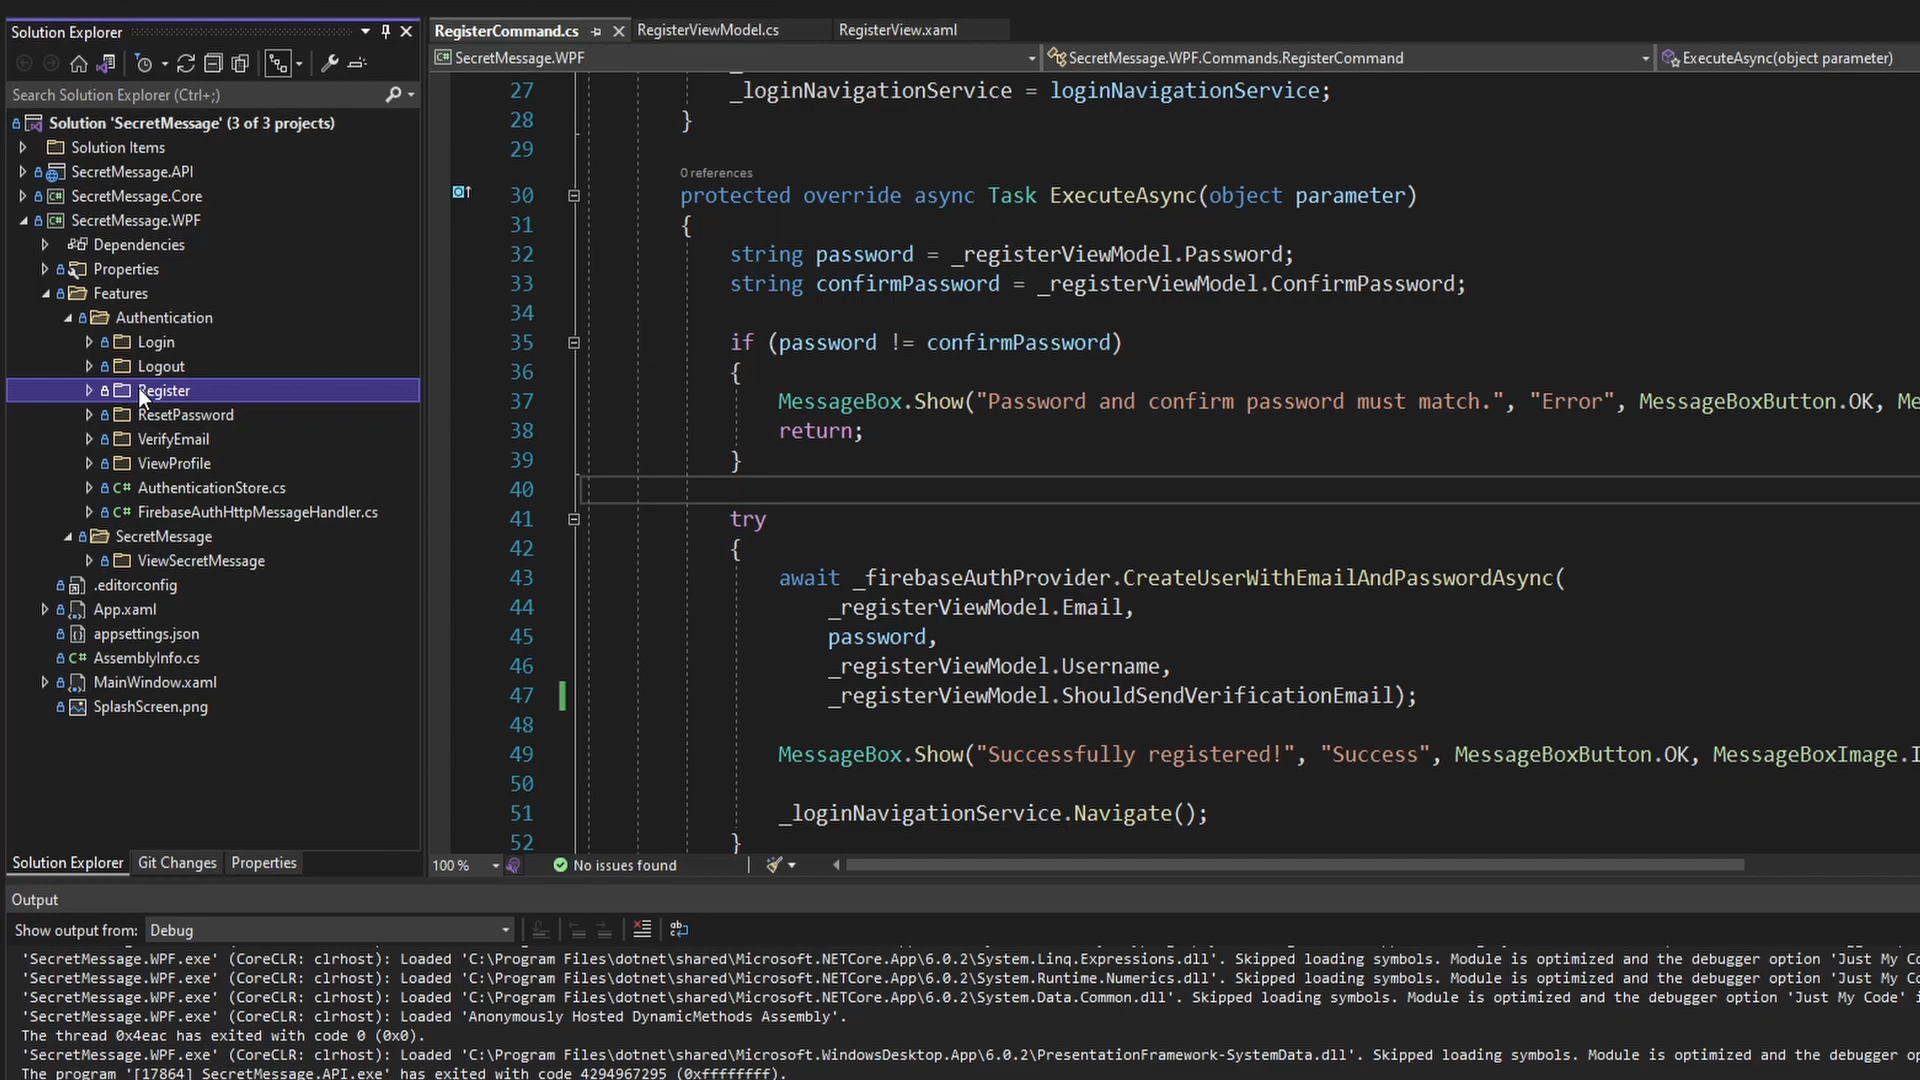 Solution Explorer
Search Solution Explorer (Ctrl+;)
Solution 'SecretMessage' (3 of 3 projects)
Solution Items
SecretMessage.API
SecretMessage.Core
SecretMessage.WPF
Dependencies
Properties
Features
Authentication
Login
Logout
Register
ResetPassword
VerifyEmail
ViewProfile
AuthenticationStore.cs
FirebaseAuthHttpMessageHandler.cs
SecretMessage
ViewSecretMessage
.editorconfig
App.xaml
appsettings.json
AssemblyInfo.cs
MainWindow.xaml
SplashScreen.png
Solution Explorer Git Changes Properties
RegisterCommand.cs RegisterViewModel.cs RegisterView.xaml
SecretMessage.WPF SecretMessage.WPF.Commands.RegisterCommand ExecuteAsync(object parameter)
27 _loginNavigationService = loginNavigationService;
28 }
29
0 references
30 protected override async Task ExecuteAsync(object parameter)
31 {
32 string password = _registerViewModel.Password;
33 string confirmPassword = _registerViewModel.ConfirmPassword;
34
35 if (password != confirmPassword)
36 {
37 MessageBox.Show("Password and confirm password must match.", "Error", MessageBoxButton.OK, Me
38 return;
39 }
40
41 try
42 {
43 await _firebaseAuthProvider.CreateUserWithEmailAndPasswordAsync(
44 _registerViewModel.Email,
45 password,
46 _registerViewModel.Username,
47 _registerViewModel.ShouldSendVerificationEmail);
48
49 MessageBox.Show("Successfully registered!", "Success", MessageBoxButton.OK, MessageBoxImage.I
50
51 _loginNavigationService.Navigate();
52 }
100 % No issues found
Output
Show output from: Debug
'SecretMessage.WPF.exe' (CoreCLR: clrhost): Loaded 'C:\Program Files\dotnet\shared\Microsoft.NETCore.App\6.0.2\System.Linq.Expressions.dll'. Skipped loading symbols. Module is optimized and the debugger option 'Just My Co
'SecretMessage.WPF.exe' (CoreCLR: clrhost): Loaded 'C:\Program Files\dotnet\shared\Microsoft.NETCore.App\6.0.2\System.Runtime.Numerics.dll'. Skipped loading symbols. Module is optimized and the debugger option 'Just My C
'SecretMessage.WPF.exe' (CoreCLR: clrhost): Loaded 'C:\Program Files\dotnet\shared\Microsoft.NETCore.App\6.0.2\System.Data.Common.dll'. Skipped loading symbols. Module is optimized and the debugger option 'Just My Code' i
'SecretMessage.WPF.exe' (CoreCLR: clrhost): Loaded 'Anonymously Hosted DynamicMethods Assembly'.
The thread 0x4eac has exited with code 0 (0x0).
'SecretMessage.WPF.exe' (CoreCLR: clrhost): Loaded 'C:\Program Files\dotnet\shared\Microsoft.WindowsDesktop.App\6.0.2\PresentationFramework-SystemData.dll'. Skipped loading symbols. Module is optimized and the debugger op
The program '[17864] SecretMessage.API.exe' has exited with code 4294967295 (0xffffffff).